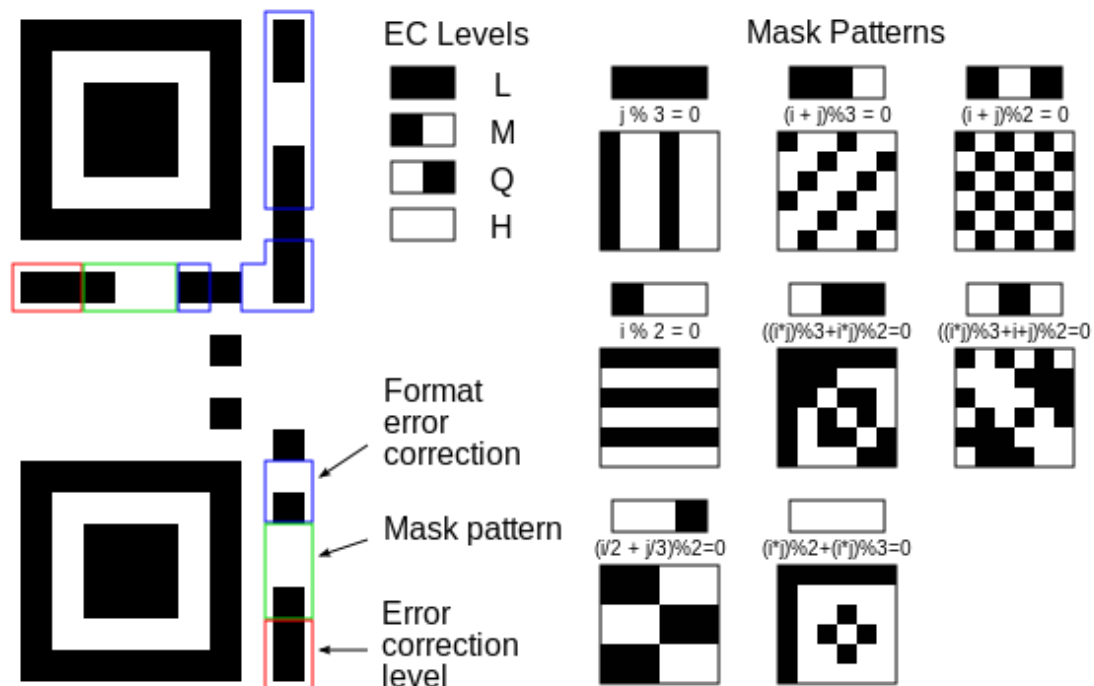 EC Levels
L
M
Q
H
Format
error
correction
Mask pattern
Error
correction
level
Mask Patterns
j % 3 = 0
(i + j)%3 = 0
(i + j)%2 = 0
i % 2 = 0
((i*j)%3+i*j)%2=0
((i*j)%3+i+j)%2=0
(i/2 + j/3)%2=0
(i*j)%2+(i*j)%3=0